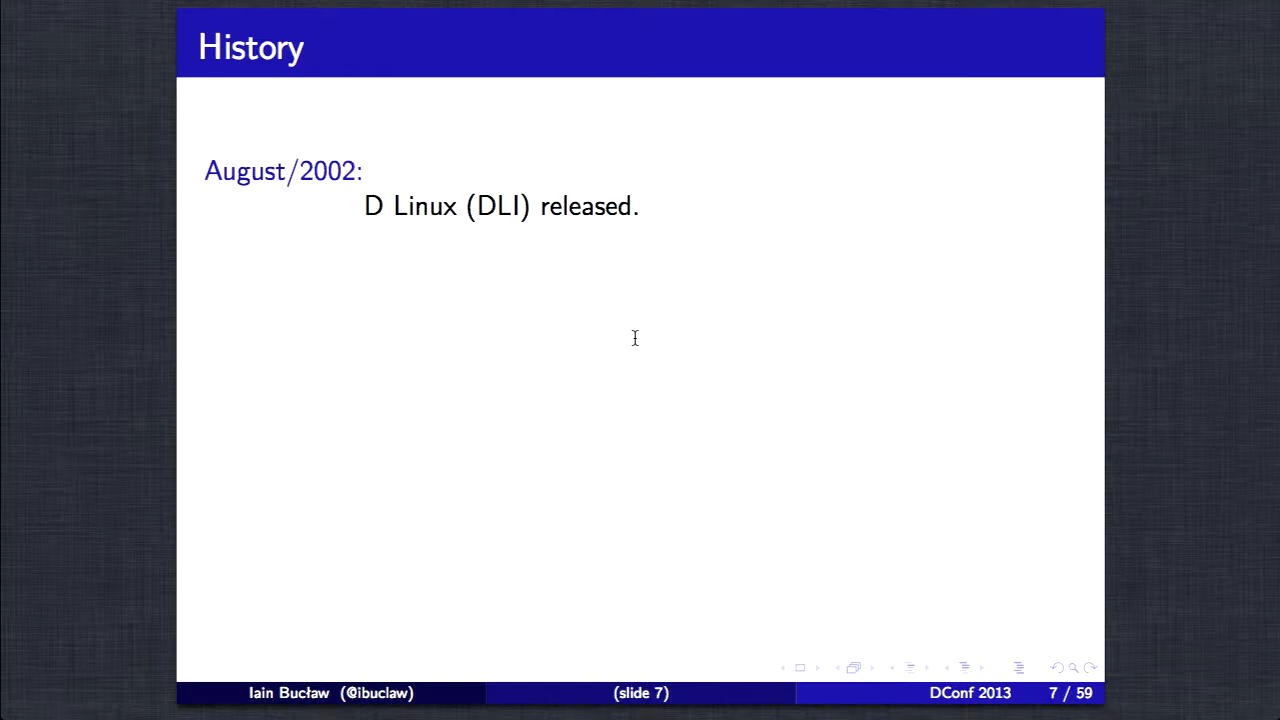 History
August/2002:
D Linux (DLI) released.
Iain Bucław (@ibuclaw)
(slide 7)
DConf 2013
7 / 59